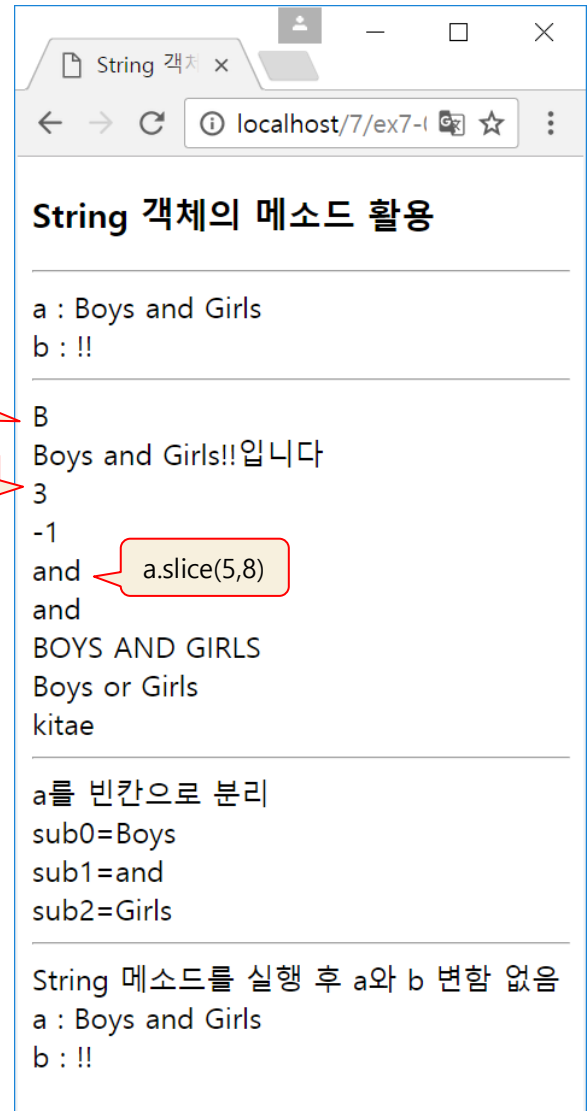 String 객체
localhost/7/ex7-
String 객체의 메소드 활용
a : Boys and Girls
b : !!
B
Boys and Girls!!입니다
3
-1
and
a.slice(5,8)
and
BOYS AND GIRLS
Boys or Girls
kitae
a를 빈칸으로 분리
sub0=Boys
sub1=and
sub2=Girls
String 메소드를 실행 후 a와 b 변함 없음
a : Boys and Girls
b : !!